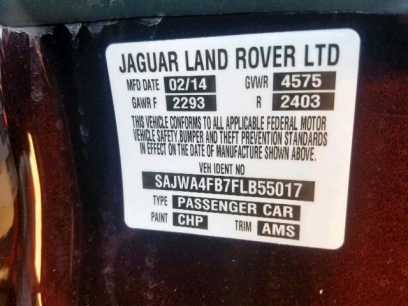 JAGUAR LAND ROVER LTD
MFD DATE 02/14 GVWR 4575
GAWR F 2293 R 2403
THIS VEHICLE CONFORMS TO ALL APPLICABLE FEDERAL MOTOR
VEHICLE SAFETY, BUMPER AND THEFT PREVENTION STANDARDS
IN EFFECT ON THE DATE OF MANUFACTURE SHOWN ABOVE.
VEH IDENT NO
SAJWA4FB7FLB55017
TYPE PASSENGER CAR
PAINT CHP TRIM AMS